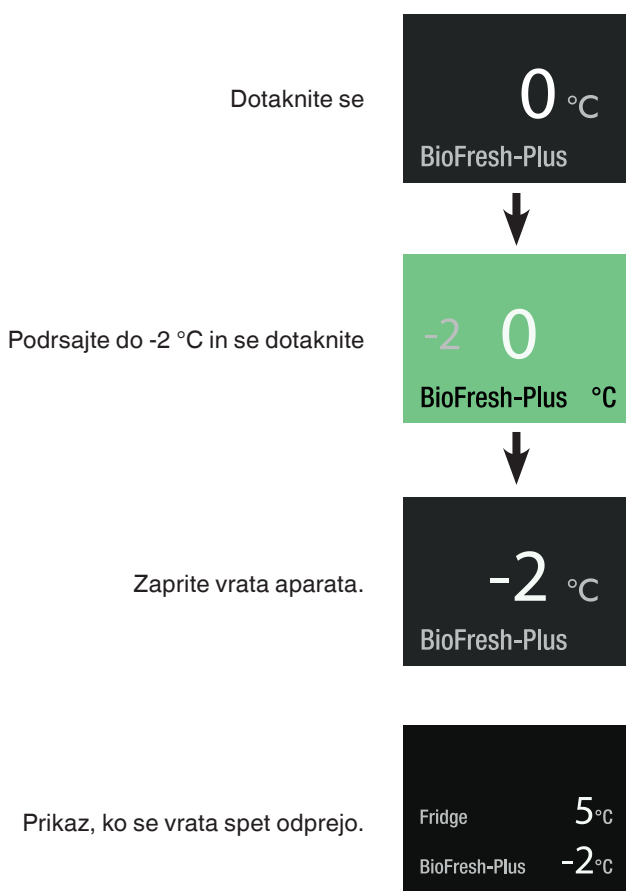 Dotaknite se
0 °C
BioFresh-Plus
Podrsajte do -2 °C in se dotaknite
-2 0
BioFresh-Plus °C
Zaprite vrata aparata.
-2 °C
BioFresh-Plus
Prikaz, ko se vrata spet odprejo.
Fridge 5°C
BioFresh-Plus -2°C